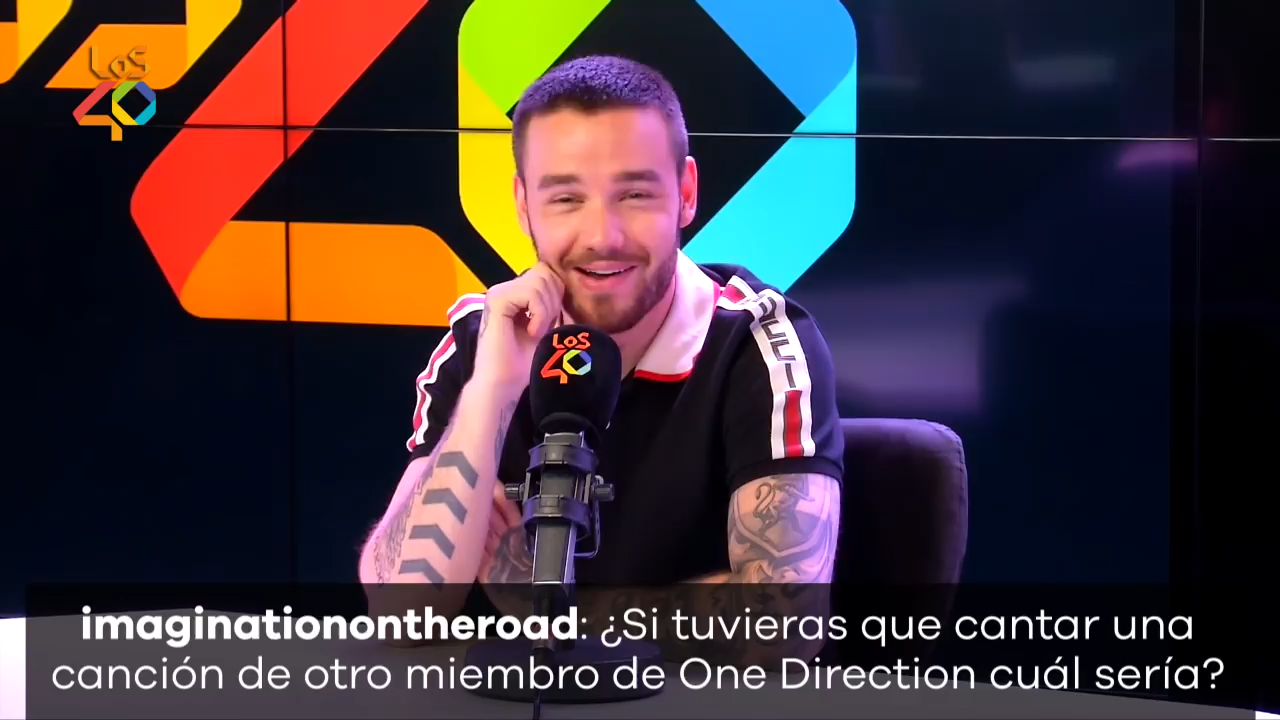 LOS
40
LOS
40
imaginationontheroad: ¿Si tuvieras que cantar una
canción de otro miembro de One Direction cuál sería?